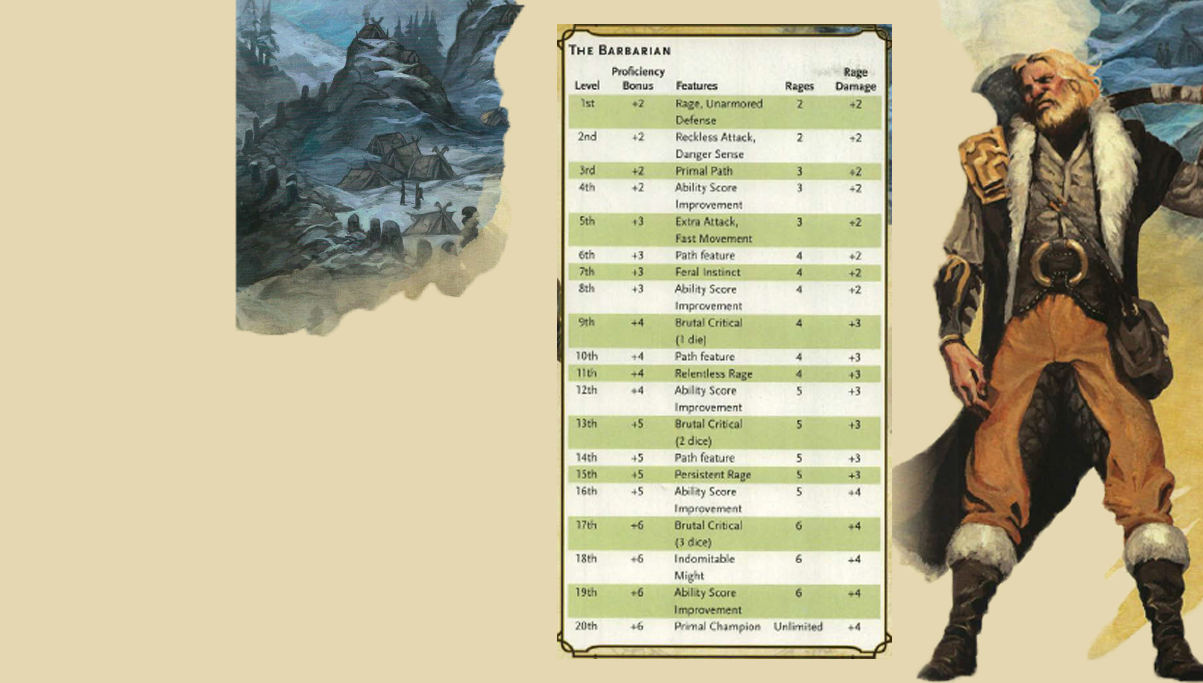 THE BARBARIAN
Proficiency Rage
Level Bonus Features Rages Damage
1st +2 Rage, Unarmored 2 +2
Defense
2nd +2 Reckless Attack, 2 +2
Danger Sense
3rd +2 Primal Path 3 +2
4th +2 Ability Score 3 +2
Improvement
5th +3 Extra Attack, 3 +2
Fast Movement
6th +3 Path feature 4 +2
7th +3 Feral Instinct 4 +2
8th +3 Ability Score 4 +2
Improvement
9th +4 Brutal Critical 4 +3
(1 die)
10th +4 Path feature 4 +3
11th +4 Relentless Rage 4 +3
12th +4 Ability Score 5 +3
Improvement
13th +5 Brutal Critical 5 +3
(2 dice)
14th +5 Path feature 5 +3
15th +5 Persistent Rage 5 +3
16th +5 Ability Score 5 +4
Improvement
17th +6 Brutal Critical 6 +4
(3 dice)
18th +6 Indomitable 6 +4
Might
19th +6 Ability Score 6 +4
Improvement
20th +6 Primal Champion Unlimited +4